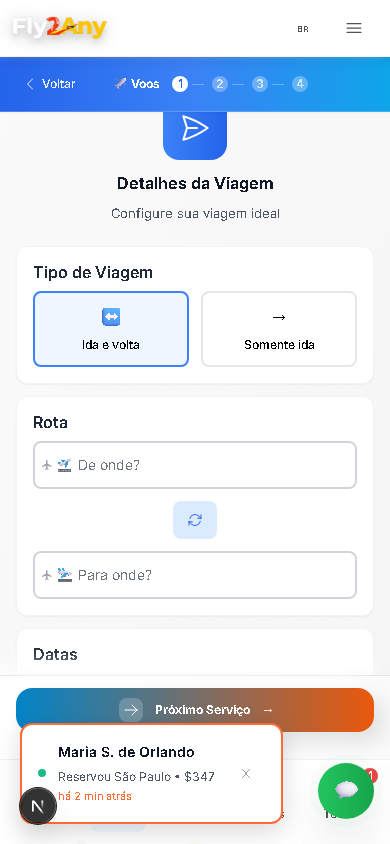 Fly2Any
BR
Voltar
Voos 1 2 3 4
Detalhes da Viagem
Configure sua viagem ideal
Tipo de Viagem
Ida e volta
→ Somente ida
Rota
De onde?
Para onde?
Datas
→ Próximo Serviço →
Maria S. de Orlando
Reservou São Paulo • $347
há 2 min atrás
N